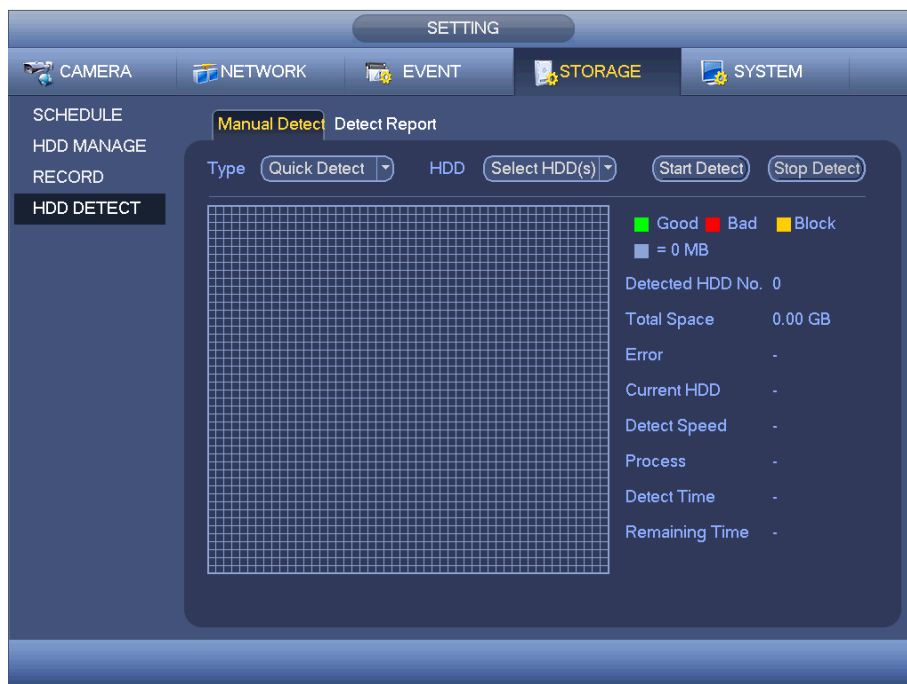 SETTING
CAMERA NETWORK EVENT STORAGE SYSTEM
SCHEDULE
HDD MANAGE
RECORD
HDD DETECT
Manual Detect Detect Report
Type Quick Detect HDD Select HDD(s) Start Detect Stop Detect
Good Bad Block
= 0 MB
Detected HDD No. 0
Total Space 0.00 GB
Error -
Current HDD -
Detect Speed -
Process -
Detect Time -
Remaining Time -